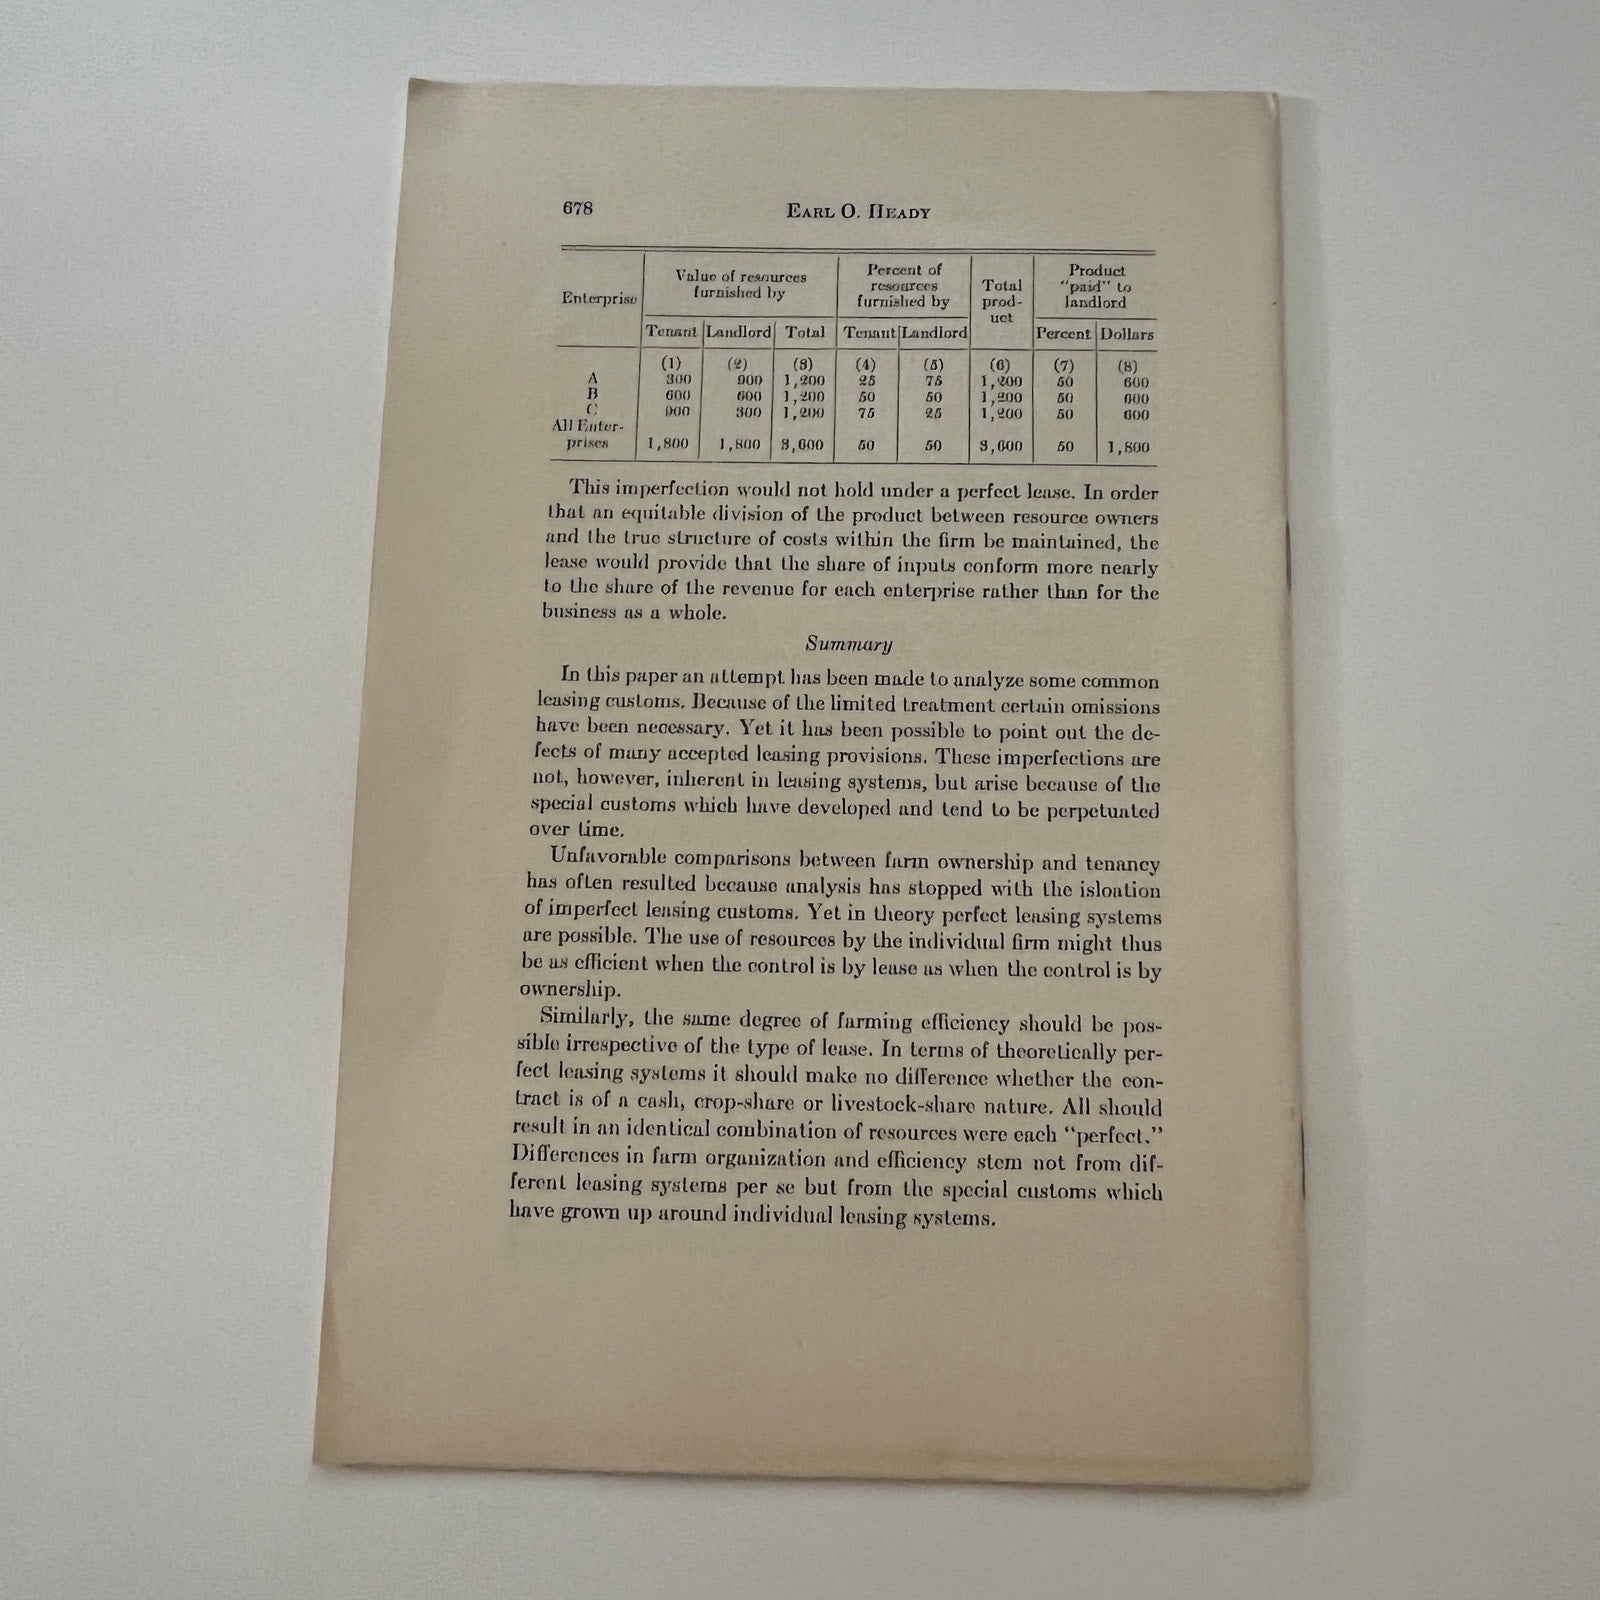 678
EARL O. HEADY
Enterprise | Value of resources furnished by | Percent of resources furnished by | Total prod-uct | Product "paid" to landlord
Tenant | Landlord | Total | Tenant | Landlord | Percent | Dollars
(1) (2) (3) (4) (5) (6) (7) (8)
A 300 900 1,200 25 75 1,200 50 600
B 600 600 1,200 50 50 1,200 50 600
C 900 300 1,200 75 25 1,200 50 600
All Enter-
prises 1,800 1,800 3,600 50 50 3,600 50 1,800
This imperfection would not hold under a perfect lease. In order
that an equitable division of the product between resource owners
and the true structure of costs within the firm be maintained, the
lease would provide that the share of inputs conform more nearly
to the share of the revenue for each enterprise rather than for the
business as a whole.
Summary
In this paper an attempt has been made to analyze some common
leasing customs. Because of the limited treatment certain omissions
have been necessary. Yet it has been possible to point out the de-
fects of many accepted leasing provisions. These imperfections are
not, however, inherent in leasing systems, but arise because of the
special customs which have developed and tend to be perpetuated
over time.
Unfavorable comparisons between farm ownership and tenancy
has often resulted because analysis has stopped with the isloation
of imperfect leasing customs. Yet in theory perfect leasing systems
are possible. The use of resources by the individual firm might thus
be as efficient when the control is by lease as when the control is by
ownership.
Similarly, the same degree of farming efficiency should be pos-
sible irrespective of the type of lease. In terms of theoretically per-
fect leasing systems it should make no difference whether the con-
tract is of a cash, crop-share or livestock-share nature. All should
result in an identical combination of resources were each "perfect."
Differences in farm organization and efficiency stem not from dif-
ferent leasing systems per se but from the special customs which
have grown up around individual leasing systems.